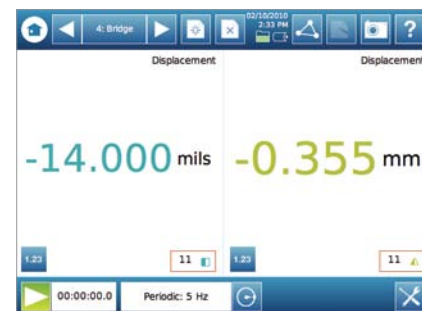 4: Bridge
02/10/2010
2:33 PM
?
Displacement
Displacement
-14.000 mils
-0.355 mm
1.23
11
1.23
11
00:00:00.0
Periodic: 5 Hz